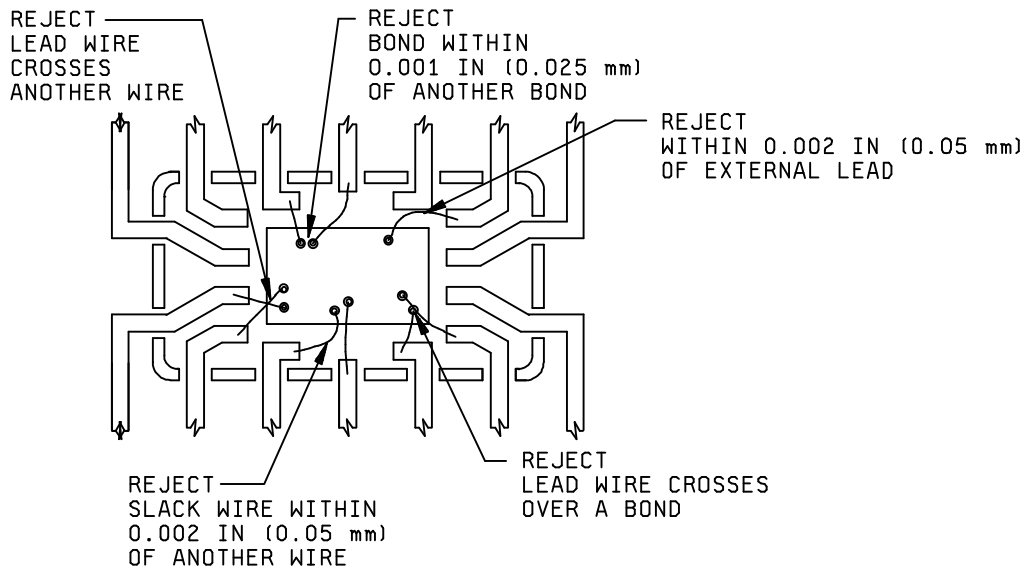 REJECT
LEAD WIRE
CROSSES
ANOTHER WIRE
REJECT
BOND WITHIN
0.001 IN (0.025 mm)
OF ANOTHER BOND
REJECT
WITHIN 0.002 IN (0.05 mm)
OF EXTERNAL LEAD
REJECT
SLACK WIRE WITHIN
0.002 IN (0.05 mm)
OF ANOTHER WIRE
REJECT
LEAD WIRE CROSSES
OVER A BOND